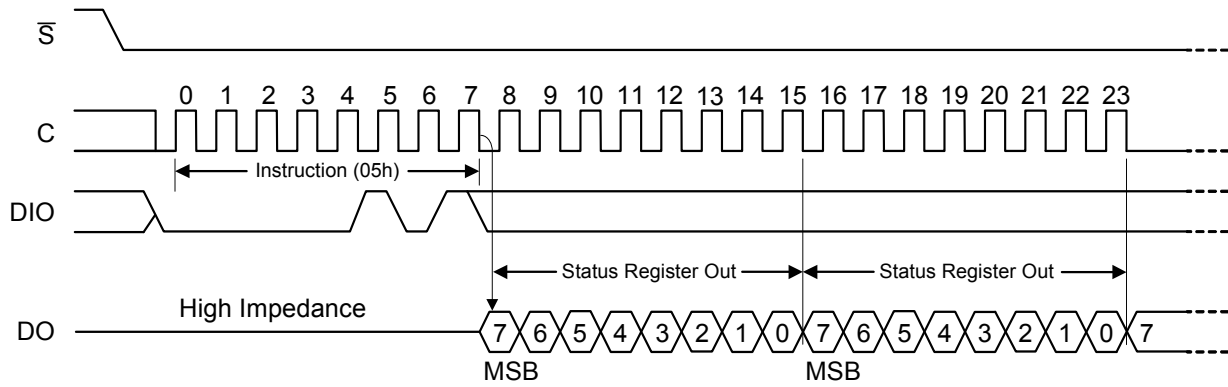 S
0 1 2 3 4 5 6 7 8 9 10 11 12 13 14 15 16 17 18 19 20 21 22 23
C
Instruction (05h)
DIO
Status Register Out Status Register Out
High Impedance
DO 7 6 5 4 3 2 1 0 7 6 5 4 3 2 1 0 7
MSB MSB